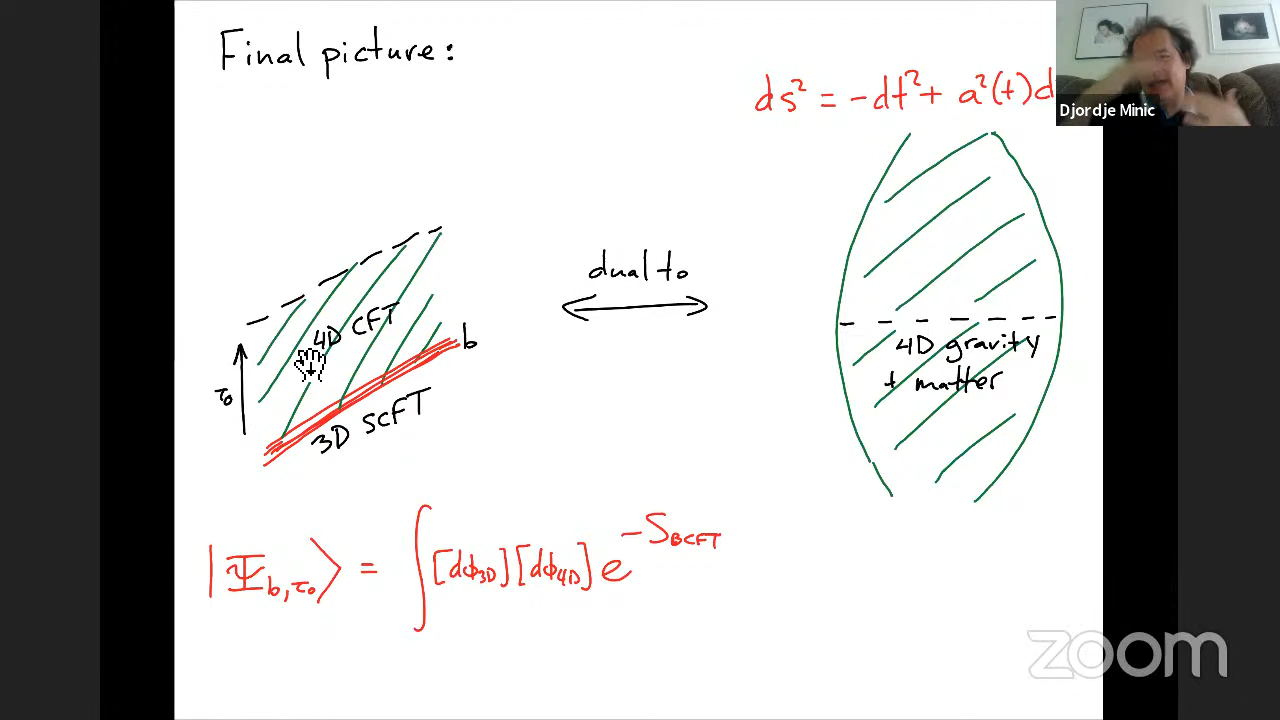 Final picture:
ds² = -dt² + a²(t)d
Djordje Minic
dual to
4D CFT
b
τ₀
3D SCFT
4D gravity
+ matter
|Ψ_{b,τ₀}⟩ = ∫[dϕ_{3D}][dϕ_{4D}] e^{-S_{BCFT}}
zoom